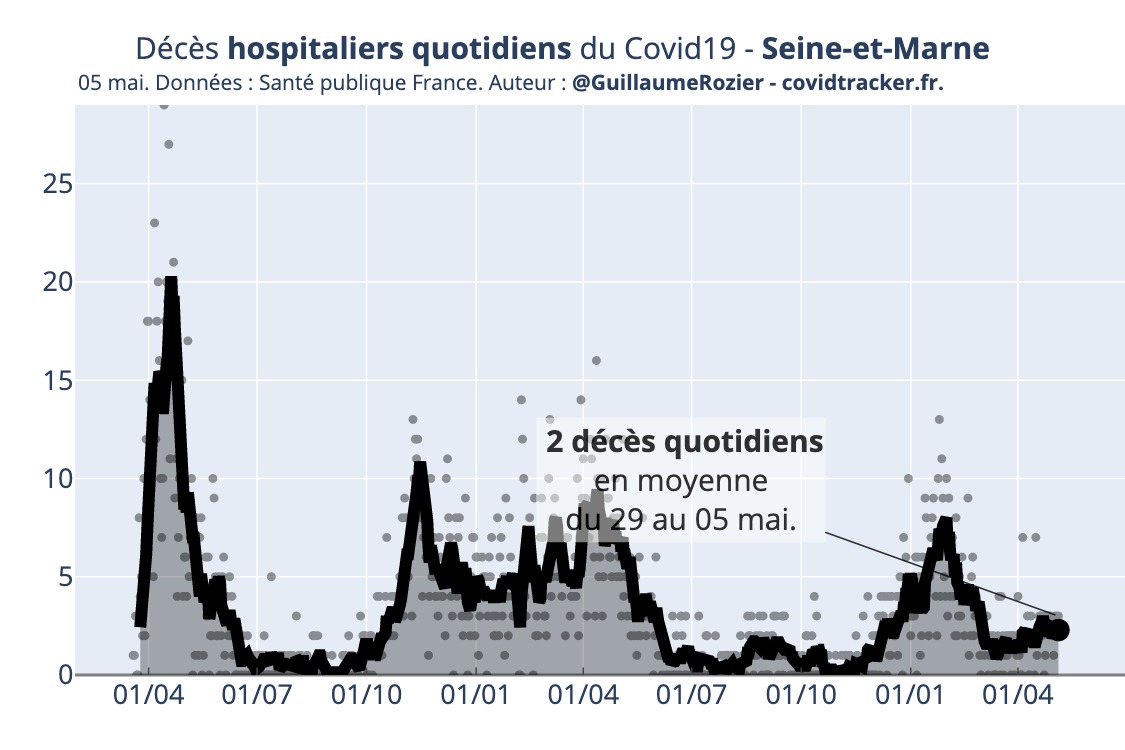 Décès hospitaliers quotidiens du Covid19 - Seine-et-Marne
05 mai. Données : Santé publique France. Auteur : @GuillaumeRozier - covidtracker.fr.
25
20
15
10
5
0
2 décès quotidiens
en moyenne
du 29 au 05 mai.
01/04 01/07 01/10 01/01 01/04 01/07 01/10 01/01 01/04